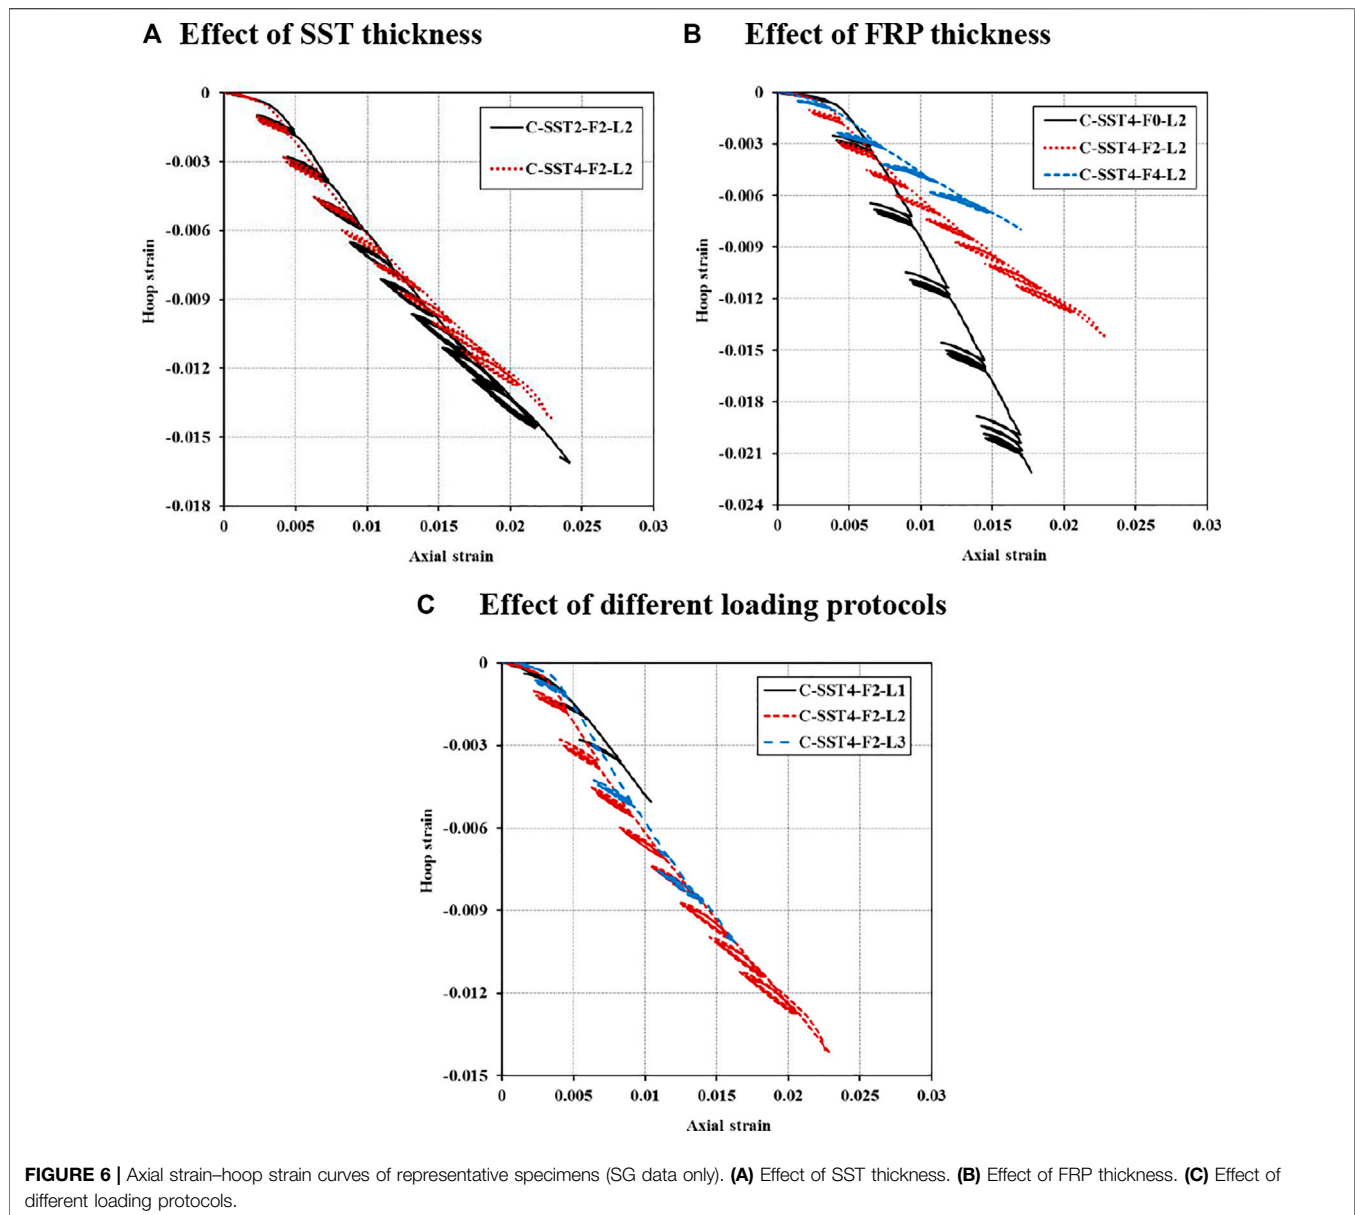 A Effect of SST thickness
0
-0.003
-0.006
-0.009
-0.012
-0.015
-0.018
Hoop strain
C-SST2-F2-L2
C-SST4-F2-L2
0 0.005 0.01 0.015 0.02 0.025 0.03
Axial strain
B Effect of FRP thickness
0
-0.003
-0.006
-0.009
-0.012
-0.015
-0.018
-0.021
-0.024
Hoop strain
C-SST4-F0-L2
C-SST4-F2-L2
C-SST4-F4-L2
0 0.005 0.01 0.015 0.02 0.025 0.03
Axial strain
C Effect of different loading protocols
0
-0.003
-0.006
-0.009
-0.012
-0.015
Hoop strain
C-SST4-F2-L1
C-SST4-F2-L2
C-SST4-F2-L3
0 0.005 0.01 0.015 0.02 0.025 0.03
Axial strain
FIGURE 6 | Axial strain–hoop strain curves of representative specimens (SG data only). (A) Effect of SST thickness. (B) Effect of FRP thickness. (C) Effect of
different loading protocols.